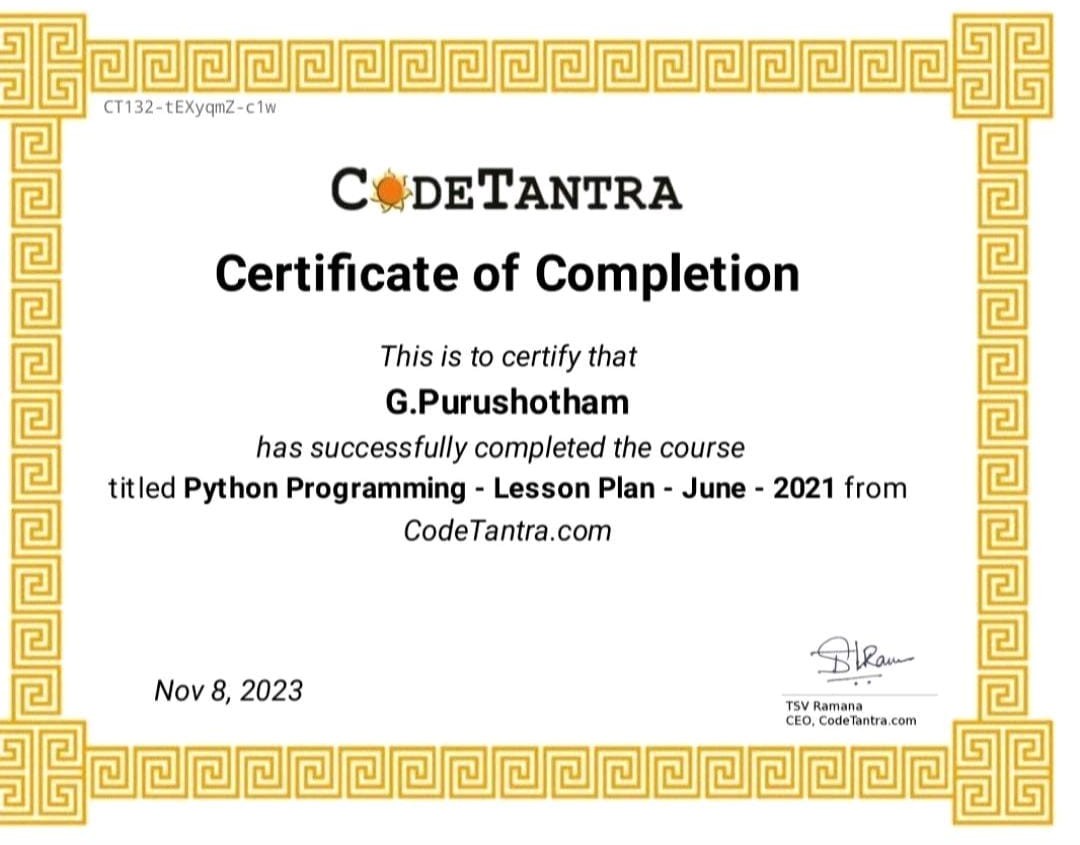 CT132-tEXyqmZ-c1w
CODETANTRA
Certificate of Completion
This is to certify that
G.Purushotham
has successfully completed the course
titled Python Programming - Lesson Plan - June - 2021 from
CodeTantra.com
Nov 8, 2023
TSV Ramana
CEO, CodeTantra.com